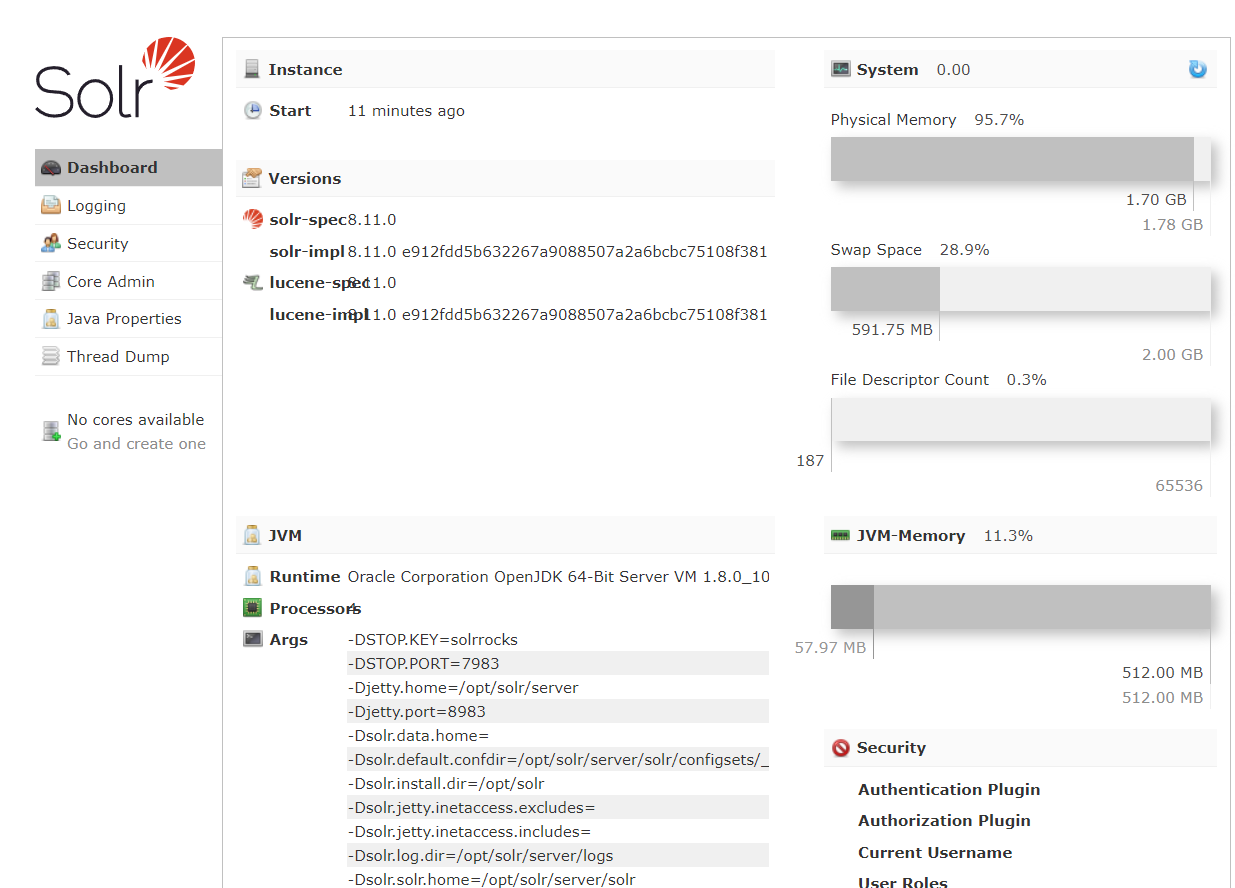 Solr
Dashboard
Logging
Security
Core Admin
Java Properties
Thread Dump
No cores available
Go and create one
Instance
Start 11 minutes ago
Versions
solr-spec 8.11.0
solr-impl 8.11.0 e912fdd5b632267a9088507a2a6bcbc75108f381
lucene-spec 8.11.0
lucene-impl 8.11.0 e912fdd5b632267a9088507a2a6bcbc75108f381
JVM
Runtime Oracle Corporation OpenJDK 64-Bit Server VM 1.8.0_10
Processors 4
Args -DSTOP.KEY=solrrocks
-DSTOP.PORT=7983
-Djetty.home=/opt/solr/server
-Djetty.port=8983
-Dsolr.data.home=
-Dsolr.default.confdir=/opt/solr/server/solr/configsets/_
-Dsolr.install.dir=/opt/solr
-Dsolr.jetty.inetaccess.excludes=
-Dsolr.jetty.inetaccess.includes=
-Dsolr.log.dir=/opt/solr/server/logs
-Dsolr.solr.home=/opt/solr/server/solr
System 0.00
Physical Memory 95.7%
1.70 GB
1.78 GB
Swap Space 28.9%
591.75 MB
2.00 GB
File Descriptor Count 0.3%
187
65536
JVM-Memory 11.3%
57.97 MB
512.00 MB
512.00 MB
Security
Authentication Plugin
Authorization Plugin
Current Username
User Roles